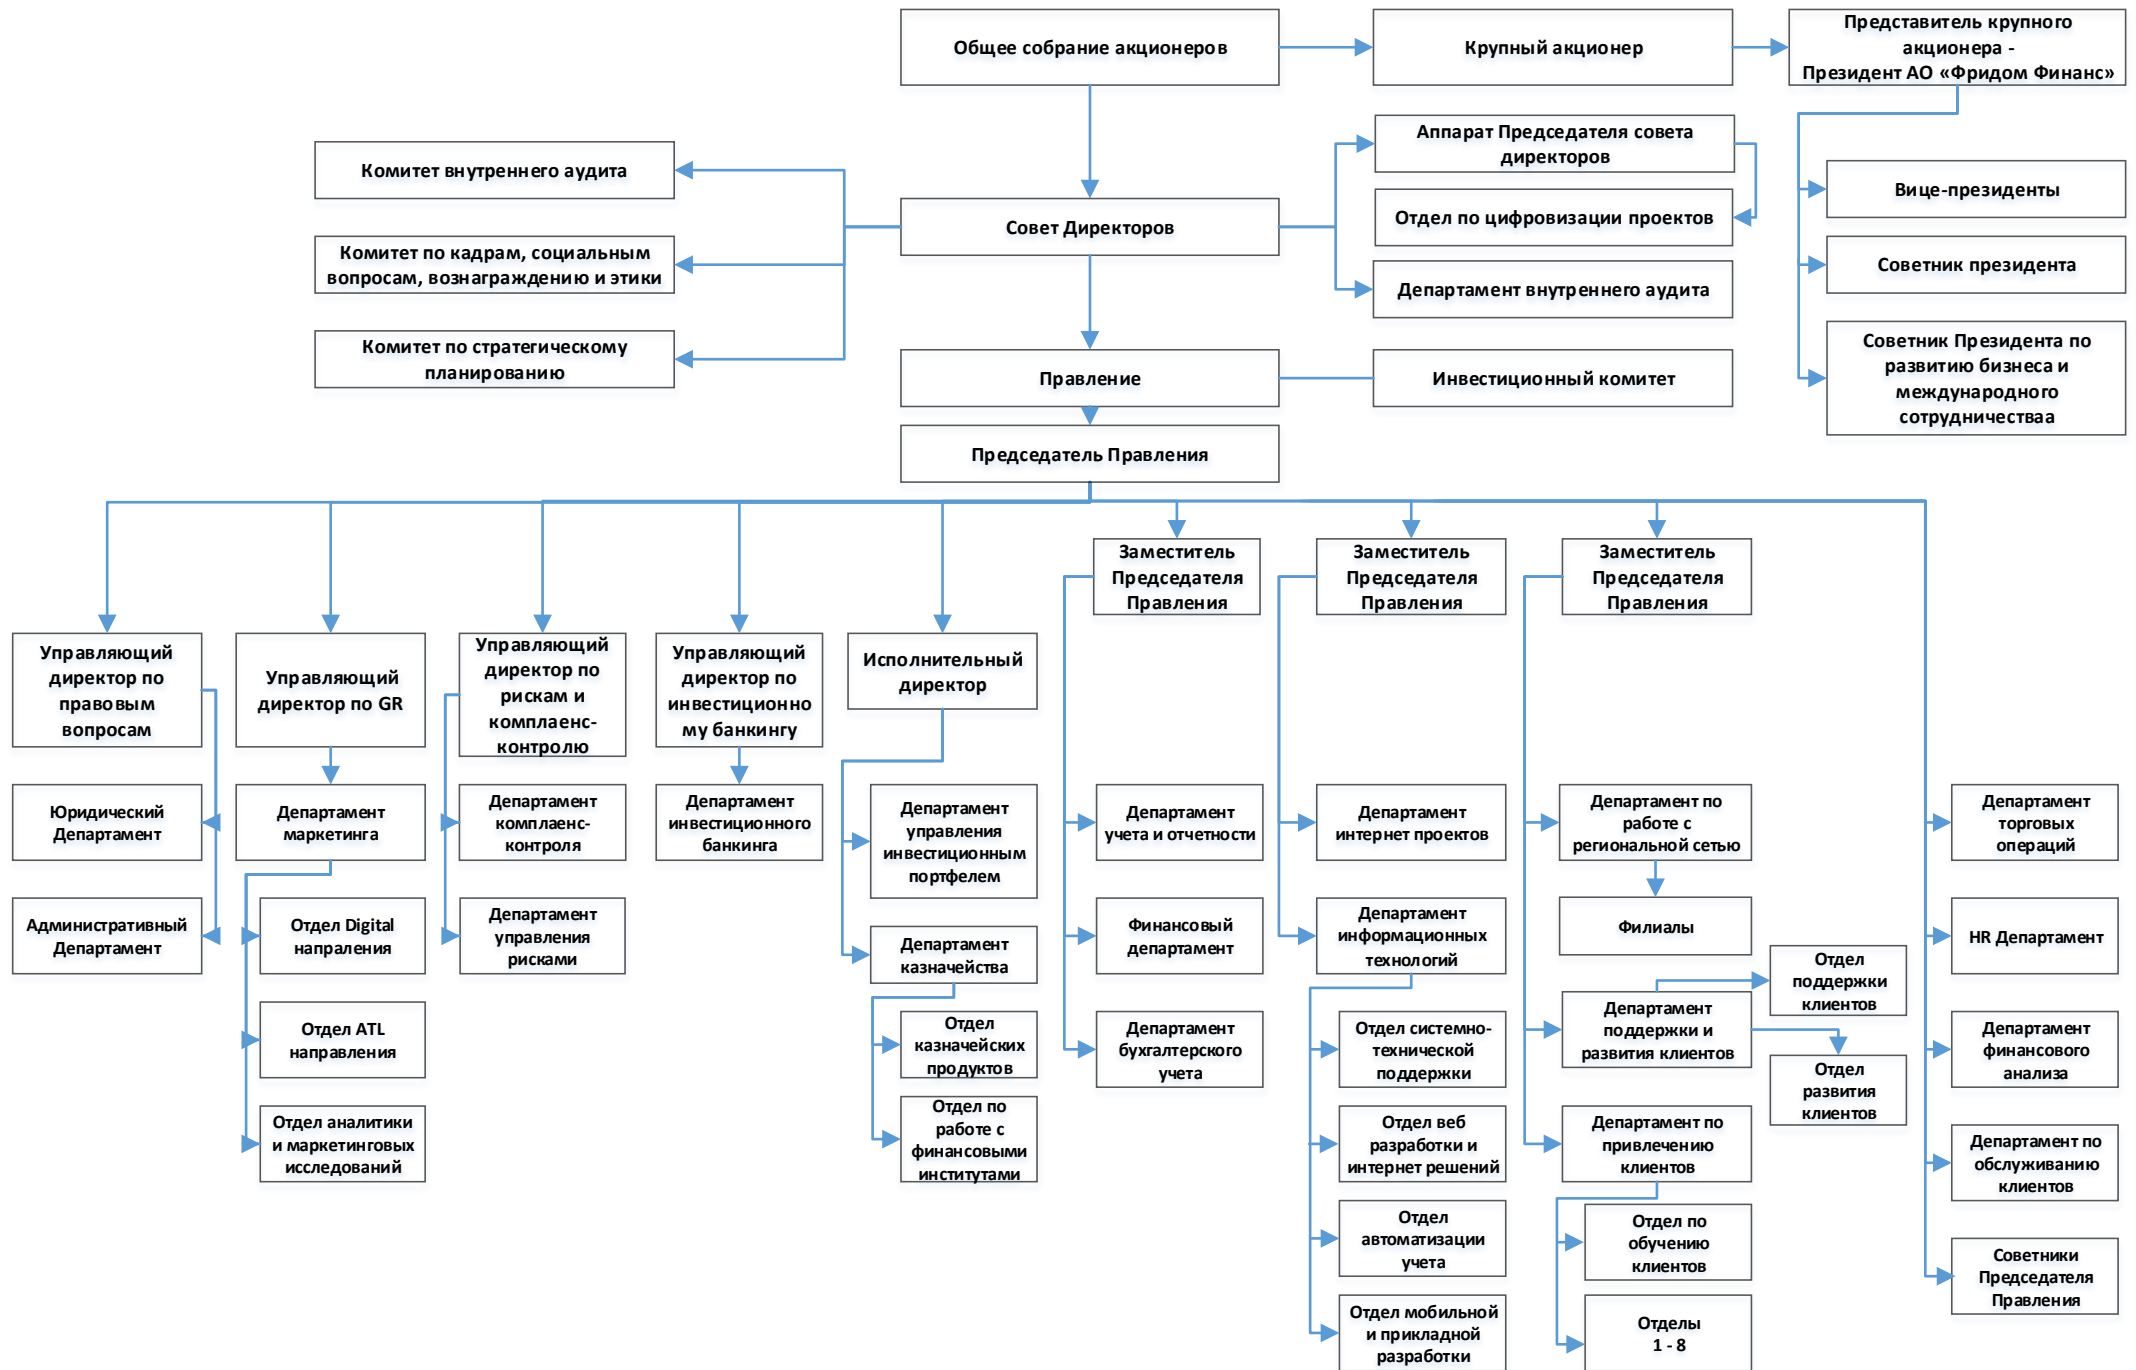 Общее собрание акционеров
Крупный акционер
Представитель крупного
акционера -
Президент АО «Фридом Финанс»
Комитет внутреннего аудита
Комитет по кадрам, социальным
вопросам, вознаграждению и этики
Комитет по стратегическому
планированию
Совет Директоров
Аппарат Председателя совета
директоров
Отдел по цифровизации проектов
Департамент внутреннего аудита
Вице-президенты
Советник президента
Советник Президента по
развитию бизнеса и
международного
сотрудничестваа
Правление
Инвестиционный комитет
Председатель Правления
Заместитель
Председателя
Правления
Заместитель
Председателя
Правления
Заместитель
Председателя
Правления
Управляющий
директор по
правовым
вопросам
Управляющий
директор по GR
Управляющий
директор по
рискам и
комплаенс-
контролю
Управляющий
директор по
инвестиционно
му банкингу
Исполнительный
директор
Юридический
Департамент
Административный
Департамент
Департамент
маркетинга
Отдел Digital
напраления
Отдел ATL
направления
Отдел аналитики
и маркетинговых
исследований
Департамент
комплаенс-
контроля
Департамент
управления
рисками
Департамент
инвестиционного
банкинга
Департамент
управления
инвестиционным
портфелем
Департамент
казначейства
Отдел
казначейских
продуктов
Отдел по
работе с
финансовыми
институтами
Департамент
учета и отчетности
Финансовый
департамент
Департамент
бухгалтерского
учета
Департамент
интернет проектов
Департамент
информационных
технологий
Отдел системно-
технической
поддержки
Отдел веб
разработки и
интернет решений
Отдел
автоматизации
учета
Отдел мобильной
и прикладной
разработки
Департамент по
работе с
региональной сетью
Филиалы
Департамент
поддержки и
развития клиентов
Отдел
поддержки
клиентов
Отдел
развития
клиентов
Департамент по
привлечению
клиентов
Отдел по
обучению
клиентов
Отделы
1 - 8
Департамент
торговых
операций
HR Департамент
Департамент
финансового
анализа
Департамент по
обслуживанию
клиентов
Советники
Председателя
Правления